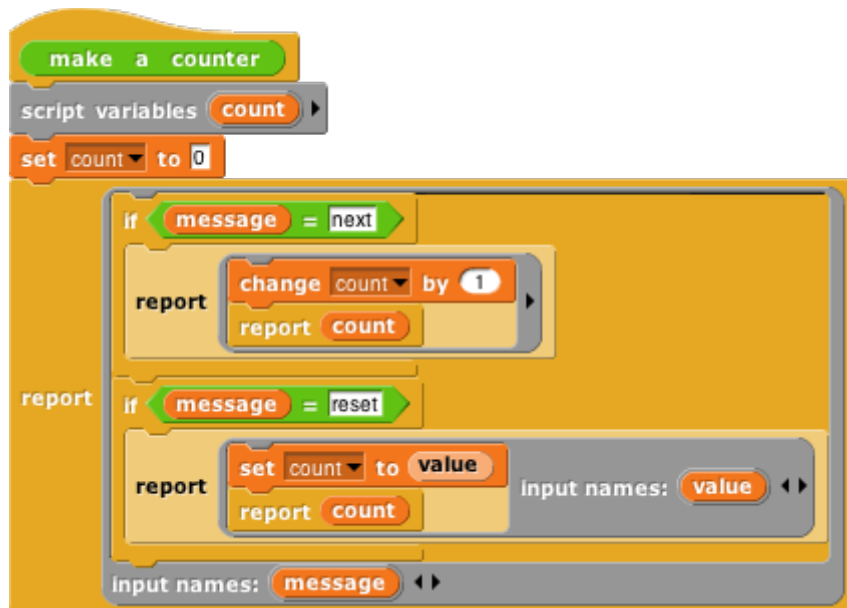 make a counter
script variables count
set count to 0
if message = next
change count by 1
report
report count
report
if message = reset
set count to value
report
input names: value
report count
input names: message